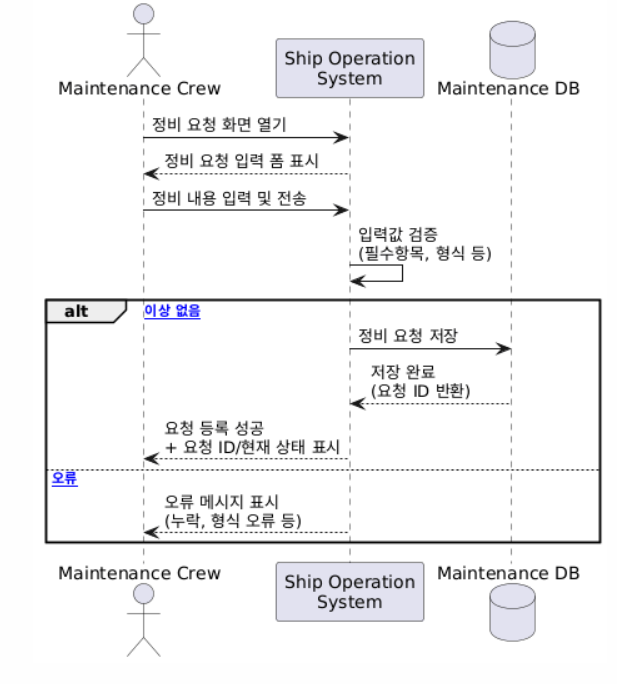 Maintenance Crew
Ship Operation
System
Maintenance DB
정비 요청 화면 열기
정비 요청 입력 폼 표시
정비 내용 입력 및 전송
입력값 검증
(필수항목, 형식 등)
alt
이상 없음
정비 요청 저장
저장 완료
(요청 ID 반환)
요청 등록 성공
+ 요청 ID/현재 상태 표시
오류
오류 메시지 표시
(누락, 형식 오류 등)
Maintenance Crew
Ship Operation
System
Maintenance DB